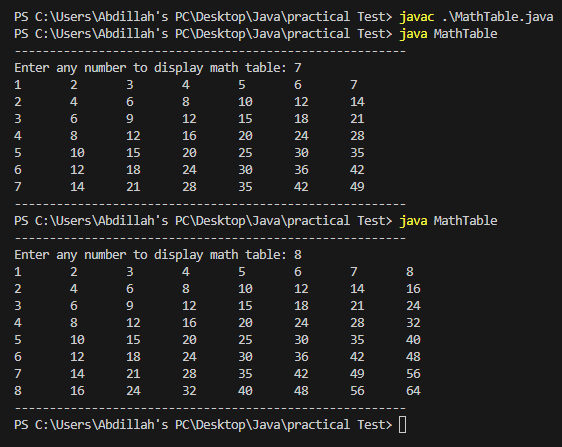 PS C:\Users\Abdillah's PC\Desktop\Java\practical Test> javac .\MathTable.java
PS C:\Users\Abdillah's PC\Desktop\Java\practical Test> java MathTable
--------------------------------------------------------
Enter any number to display math table: 7
1 2 3 4 5 6 7
2 4 6 8 10 12 14
3 6 9 12 15 18 21
4 8 12 16 20 24 28
5 10 15 20 25 30 35
6 12 18 24 30 36 42
7 14 21 28 35 42 49
--------------------------------------------------------
PS C:\Users\Abdillah's PC\Desktop\Java\practical Test> java MathTable
--------------------------------------------------------
Enter any number to display math table: 8
1 2 3 4 5 6 7 8
2 4 6 8 10 12 14 16
3 6 9 12 15 18 21 24
4 8 12 16 20 24 28 32
5 10 15 20 25 30 35 40
6 12 18 24 30 36 42 48
7 14 21 28 35 42 49 56
8 16 24 32 40 48 56 64
--------------------------------------------------------
PS C:\Users\Abdillah's PC\Desktop\Java\practical Test>